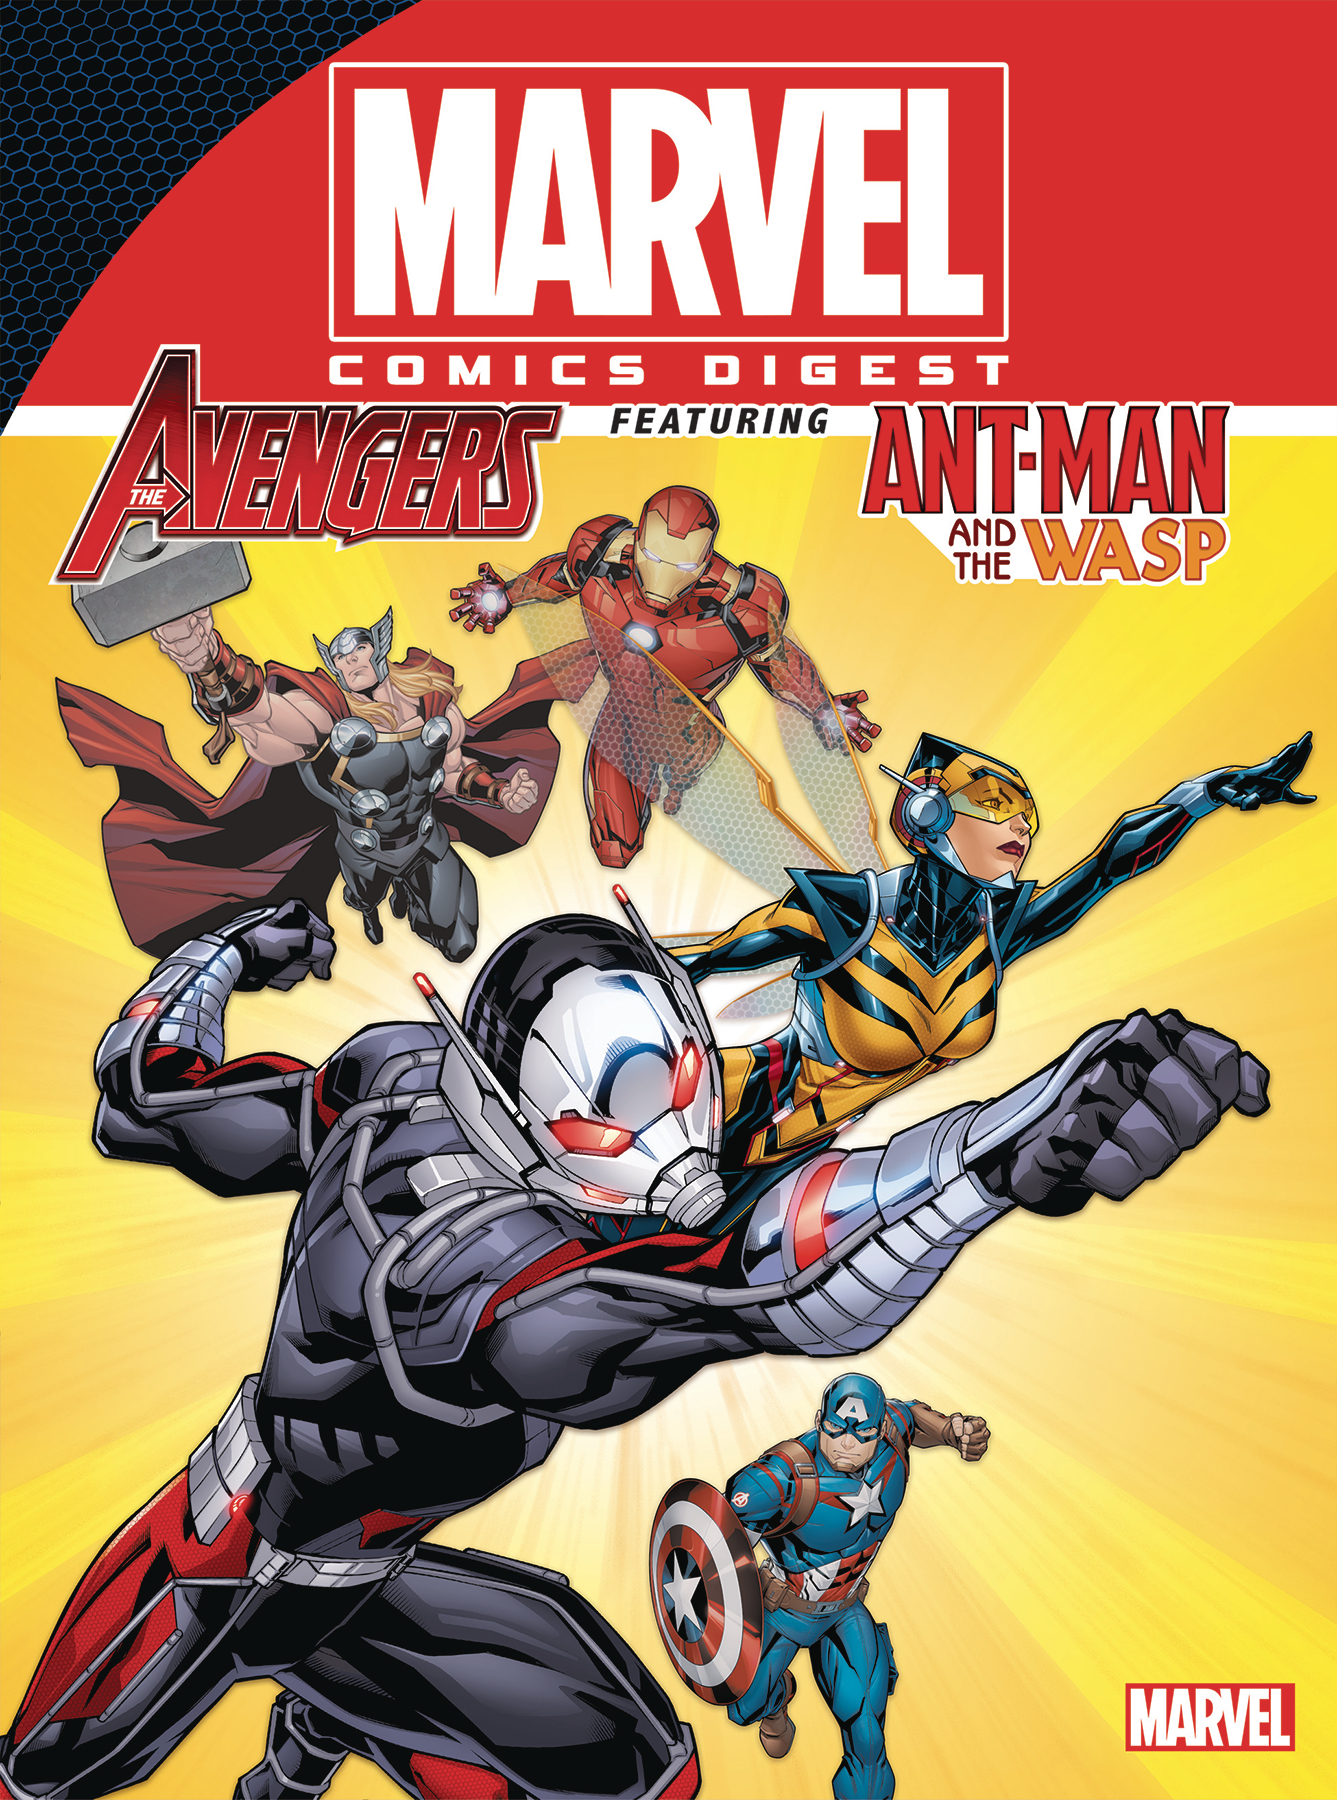 MARVEL
COMICS DIGEST
THE AVENGERS
FEATURING
ANT-MAN
AND THE WASP
A
MARVEL